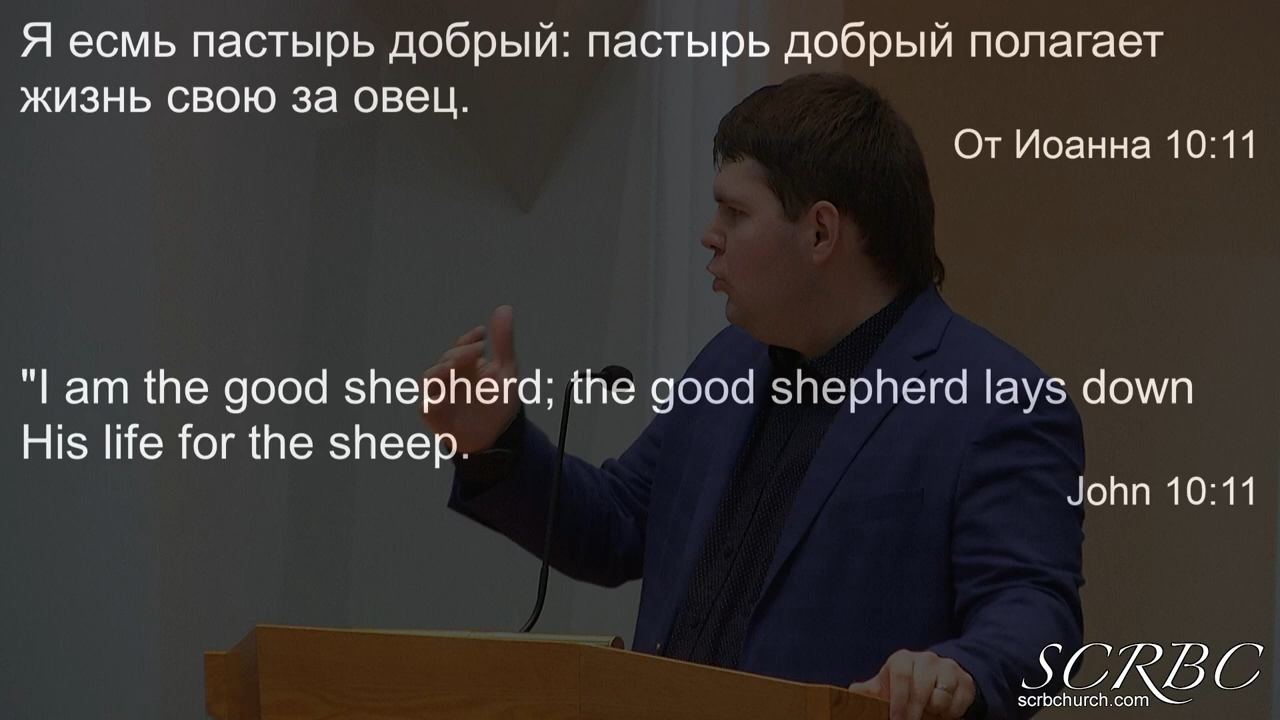 Я есмь пастырь добрый: пастырь добрый полагает
жизнь свою за овец.
От Иоанна 10:11
"I am the good shepherd; the good shepherd lays down
His life for the sheep.
John 10:11
SCRBC
scrbchurch.com